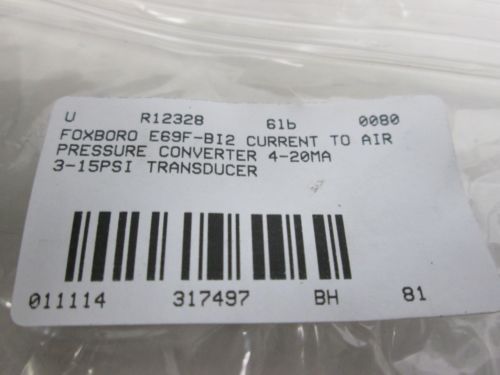 U R12328 61b 0080
FOXBORO E69F-BI2 CURRENT TO AIR
PRESSURE CONVERTER 4-20MA
3-15PSI TRANSDUCER
011114 317497 BH 81